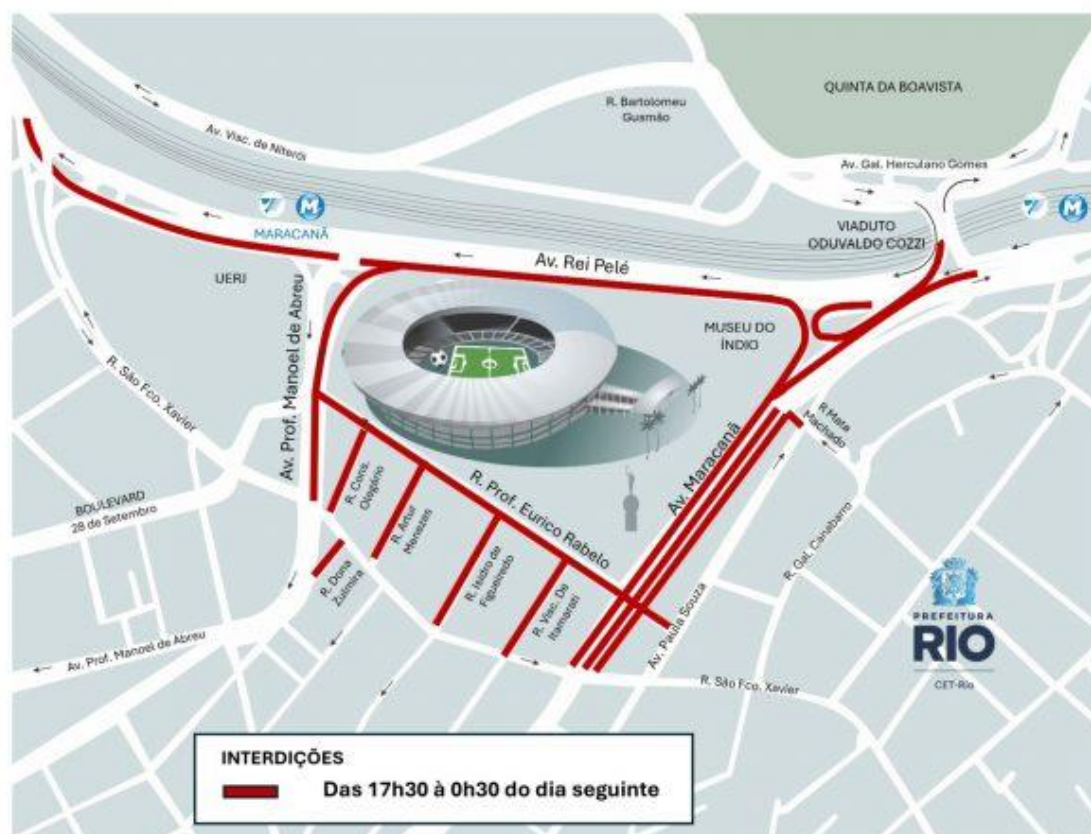 QUINTA DA BOAVISTA
R. Bartolomeu
Gusmão
Av. Visc. de Niterói
Av. Gal. Herculano Gomes
VIADUTO
ODUVALDO COZZI
M
MARACANÃ
M
Av. Rei Pelé
UERJ
MUSEU DO
ÍNDIO
Av. Prof. Manoel de Abreu
R. São Fco. Xavier
R Mata
Machado
Av. Maracanã
R. Cons.
Olegário
R. Artur
Menezas
R. Prof. Eurico Rabelo
BOULEVARD
28 de Setembro
R. Isidro de
Figueiredo
R. Gal. Canabarro
R. Dona
Zulmira
R. Visc. De
Itamarati
Av. Paula Souza
PREFEITURA
RIO
CET-Rio
Av. Prof. Manoel de Abreu
R. São Fco. Xavier
INTERDIÇÕES
Das 17h30 à 0h30 do dia seguinte